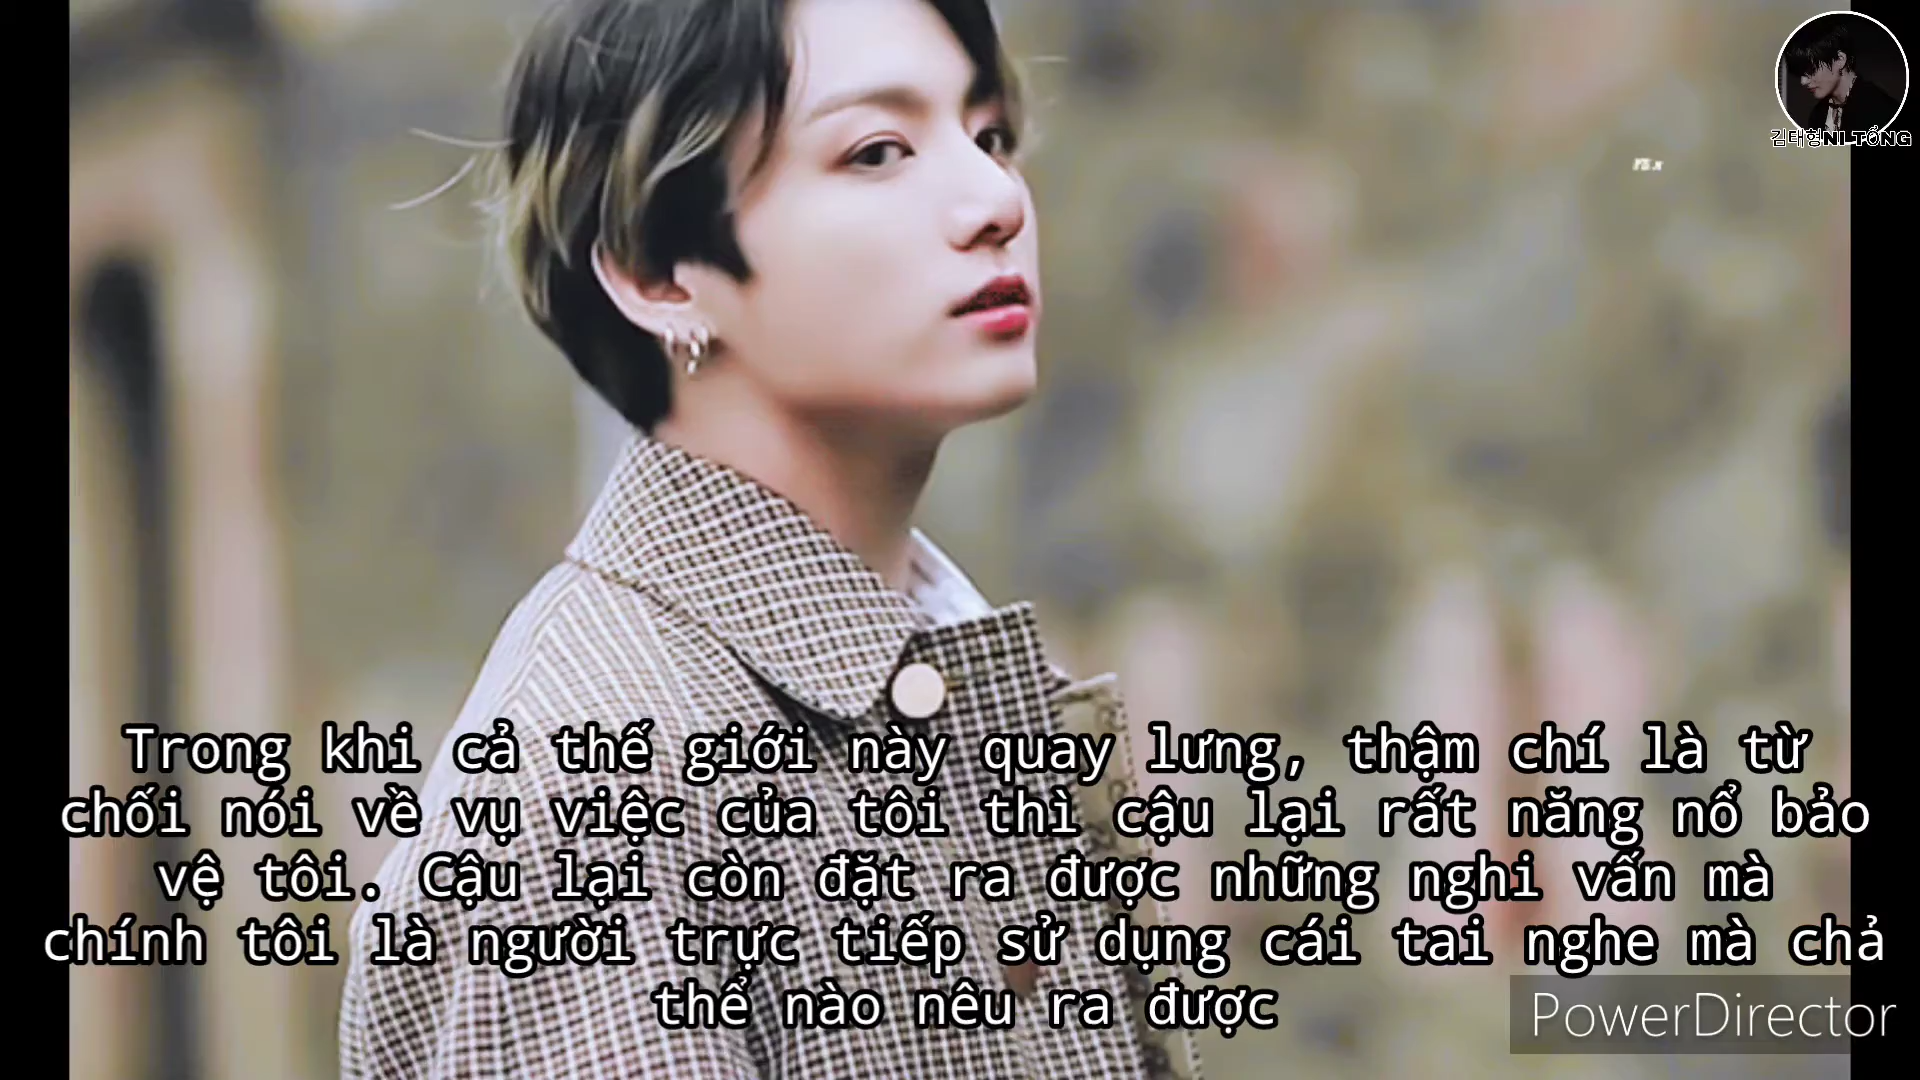 김태형NI TỔNG
Trong khi cả thế giới này quay lưng, thậm chí là từ
chối nói về vụ việc của tôi thì cậu lại rất năng nổ bảo
vệ tôi. Cậu lại còn đặt ra được những nghi vấn mà
chính tôi là người trực tiếp sử dụng cái tai nghe mà chả
thể nào nêu ra được
PowerDirector